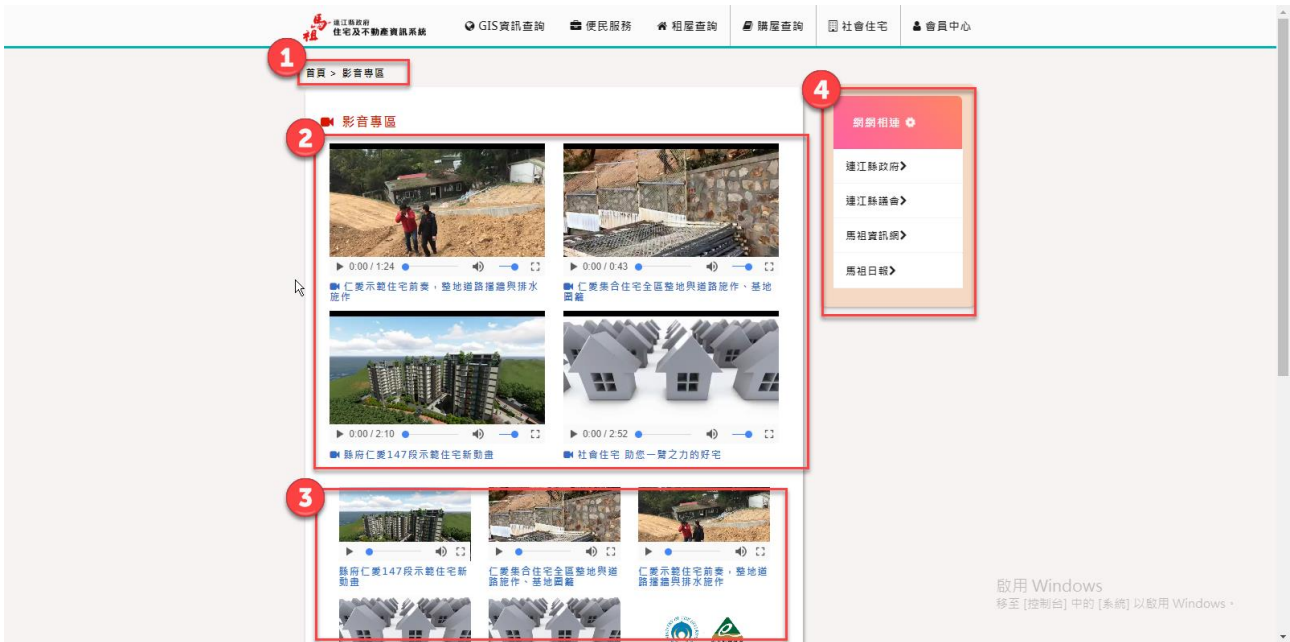 馬祖
連江縣政府
住宅及不動產資訊系統
GIS資訊查詢
便民服務
租屋查詢
購屋查詢
社會住宅
會員中心
1
首頁 > 影音專區
2
影音專區
0:00 / 1:24
仁愛示範住宅前奏，整地道路擋牆與排水
施作
0:00 / 0:43
仁愛集合住宅全區整地與道路施作、基地
圍籬
0:00 / 2:10
縣府仁愛147段示範住宅新動畫
0:00 / 2:52
社會住宅 助您一臂之力的好宅
3
縣府仁愛147段示範住宅新
動畫
仁愛集合住宅全區整地與道
路施作、基地圍籬
仁愛示範住宅前奏，整地道
路擋牆與排水施作
4
網網相連
連江縣政府
連江縣議會
馬祖資訊網
馬祖日報
啟用 Windows
移至 [控制台] 中的 [系統] 以啟用 Windows。